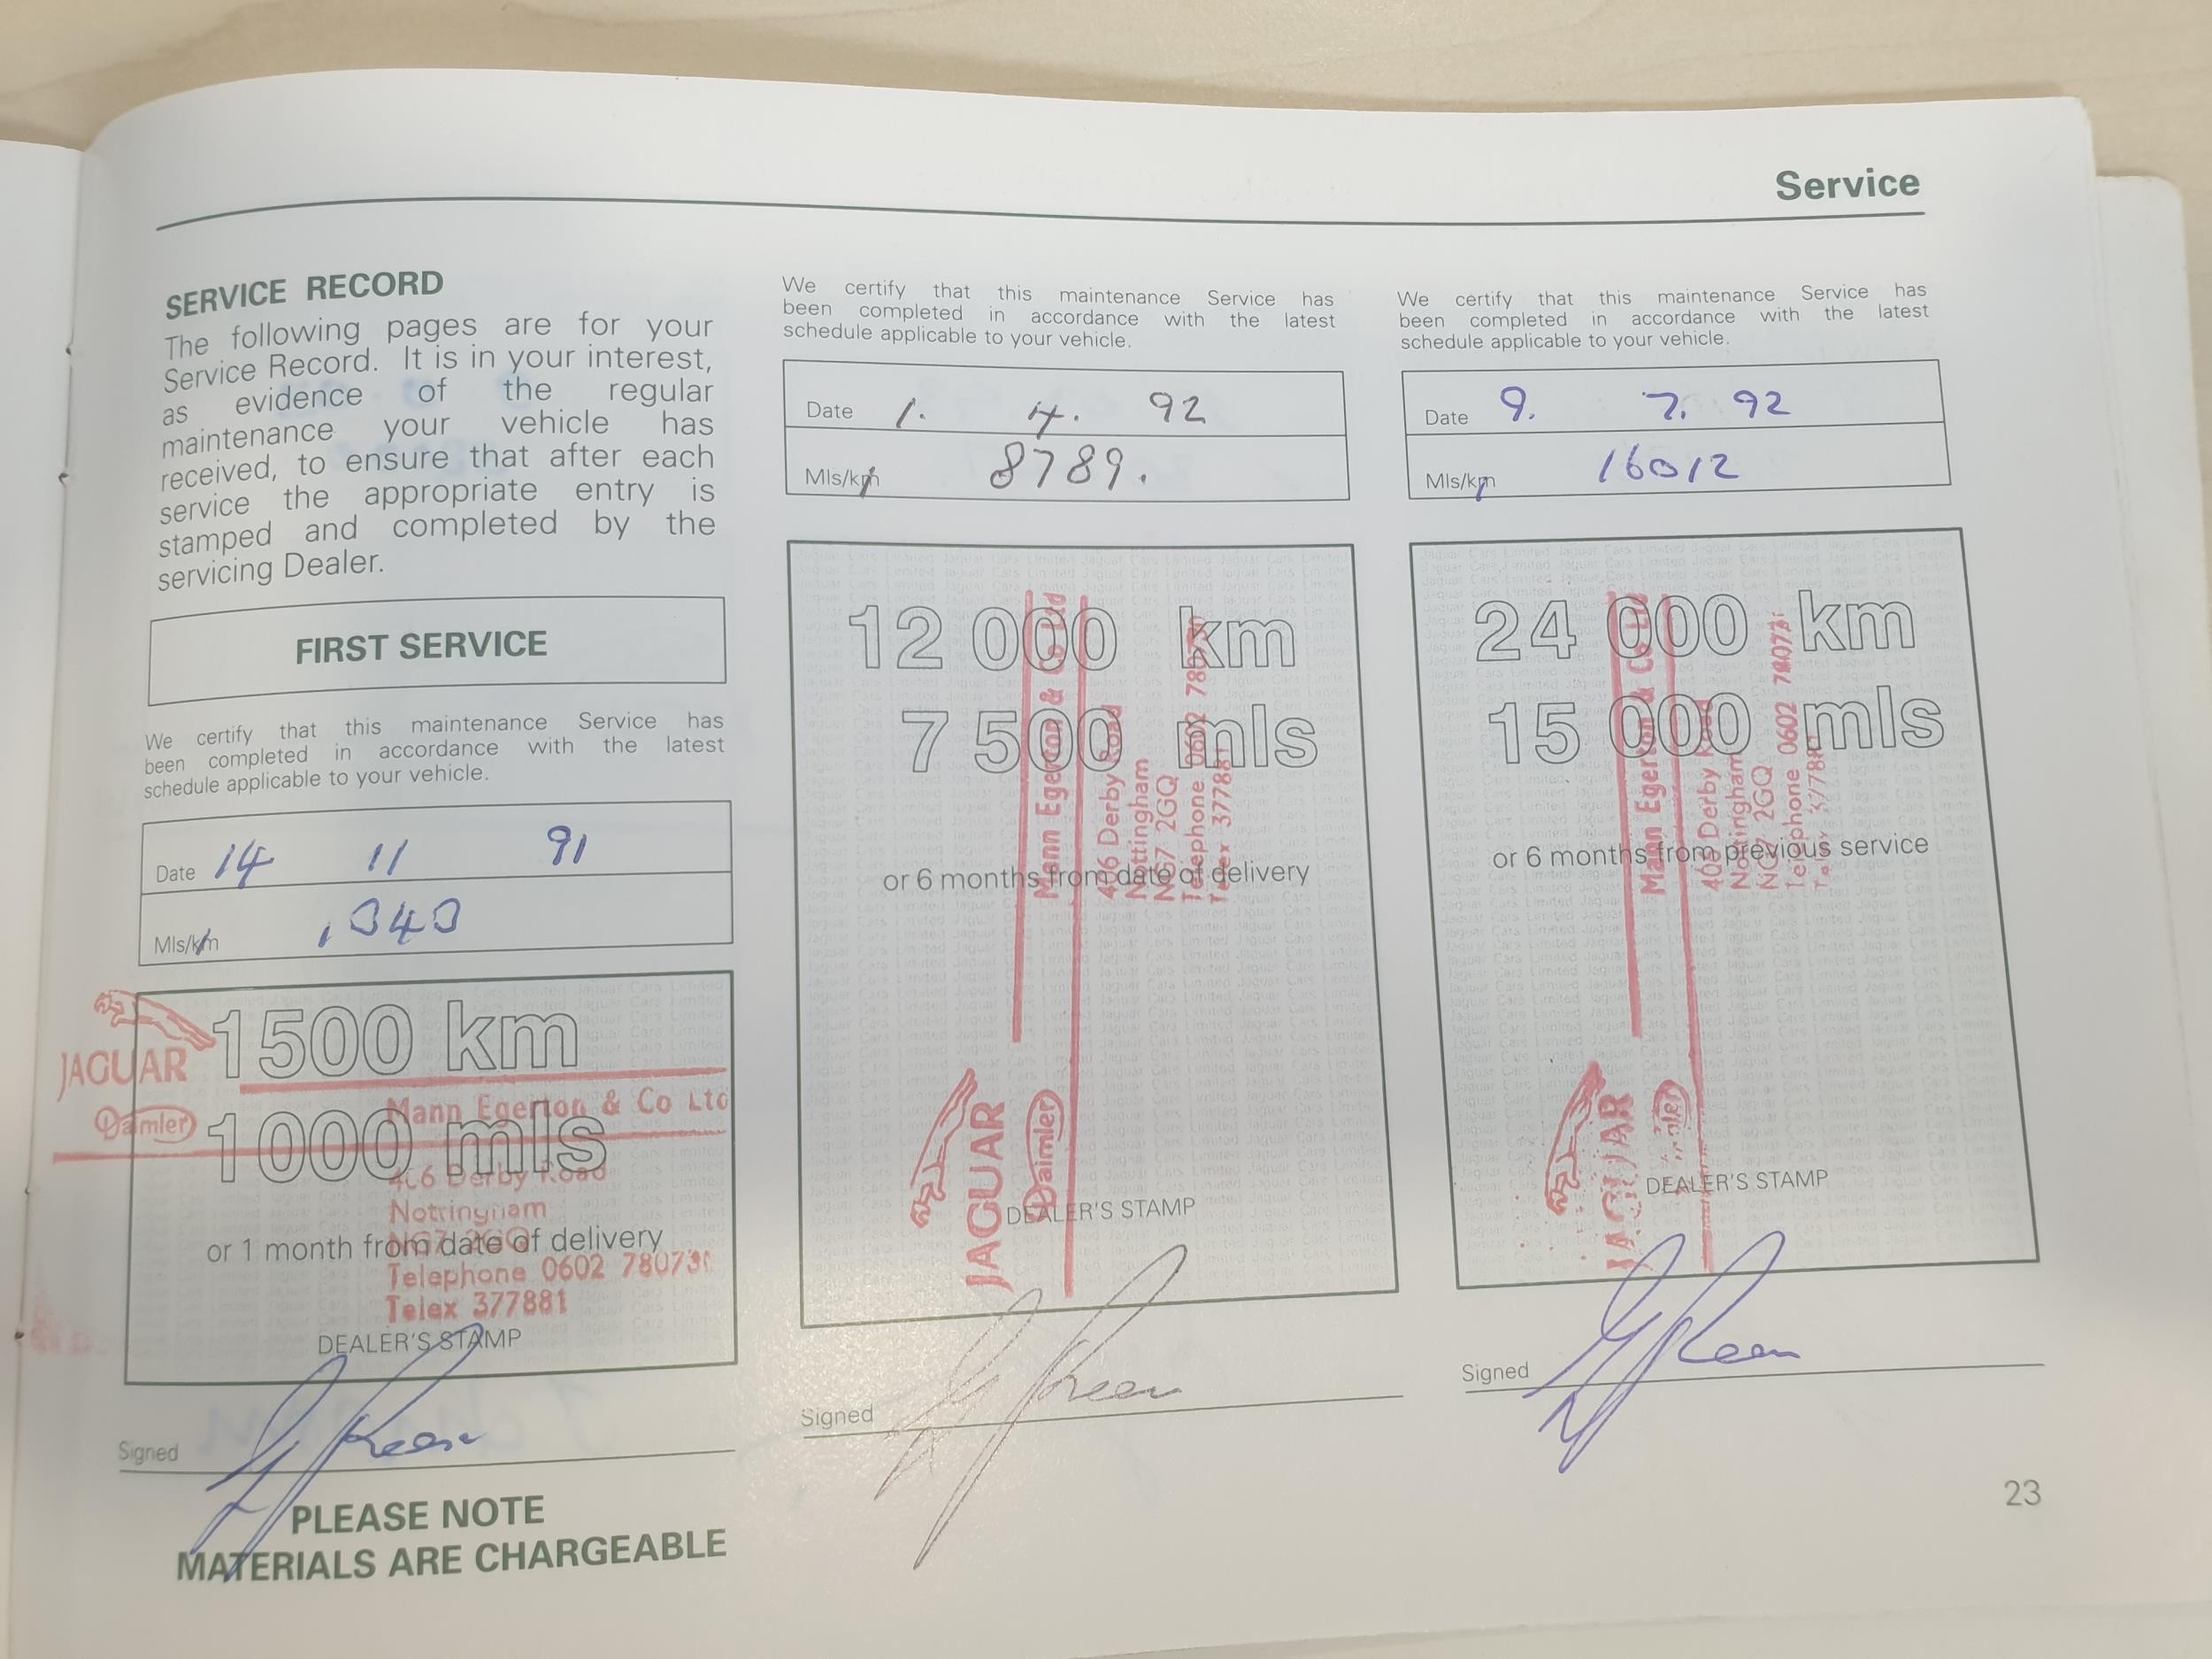 Service
SERVICE RECORD
The following pages are for your
Service Record. It is in your interest,
as evidence of the regular
maintenance your vehicle has
received, to ensure that after each
service the appropriate entry is
stamped and completed by the
servicing Dealer.
FIRST SERVICE
We certify that this maintenance Service has
been completed in accordance with the latest
schedule applicable to your vehicle.
Date 14 11 91
Mls/km
1500 km
1000 mls
or 1 month from date of delivery
JAGUAR
Daimler
Mann Egerton & Co Ltd
406 Derby Road
Nottingham
NG7 2GQ
Telephone 0602
Telex 377881
DEALER'S STAMP
Signed
PLEASE NOTE
MATERIALS ARE CHARGEABLE
We certify that this maintenance Service has
been completed in accordance with the latest
schedule applicable to your vehicle.
Date 1. 4. 92
Mls/km 8789.
12 000 km
7 500 mls
or 6 months from date of delivery
JAGUAR
Daimler
Mann Egerton & Co Ltd
406 Derby Road
Nottingham
NG7 2GQ
Telephone 0602
Telex 377881
DEALER'S STAMP
Signed
We certify that this maintenance Service has
been completed in accordance with the latest
schedule applicable to your vehicle.
Date 9. 7. 92
Mls/km 16012
24 000 km
15 000 mls
or 6 months from previous service
JAGUAR
Daimler
Mann Egerton & Co Ltd
406 Derby Road
Nottingham
NG7 2GQ
Telephone 0602
DEALER'S STAMP
Signed
23